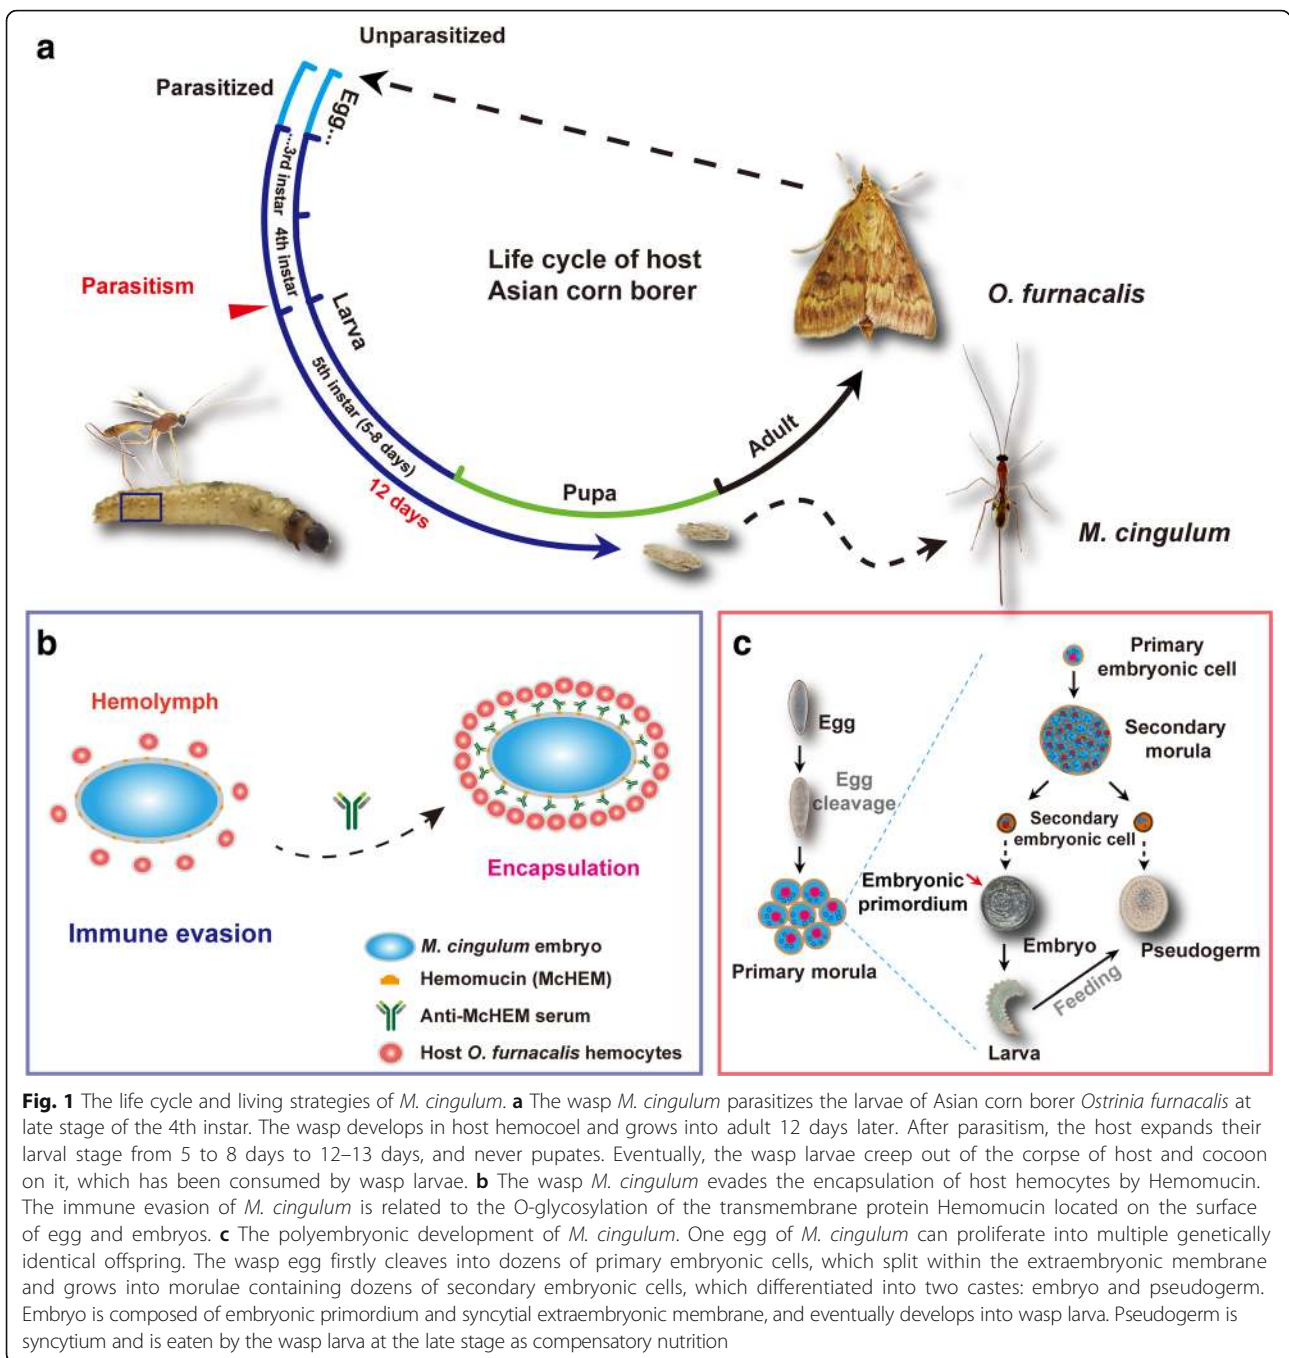 a
Unparasitized
Parasitized
Egg...
...3rd instar
4th instar
Parasitism
Larva
5th instar (5-8 days)
12 days
Life cycle of host
Asian corn borer
O. furnacalis
Adult
Pupa
M. cingulum
b
Hemolymph
Immune evasion
Encapsulation
M. cingulum embryo
Hemomucin (McHEM)
Anti-McHEM serum
Host O. furnacalis hemocytes
c
Egg
Egg
cleavage
Primary morula
Primary
embryonic cell
Secondary
morula
Secondary
embryonic cell
Embryonic
primordium
Embryo
Pseudogerm
Feeding
Larva
Fig. 1 The life cycle and living strategies of M. cingulum. a The wasp M. cingulum parasitizes the larvae of Asian corn borer Ostrinia furnacalis at
late stage of the 4th instar. The wasp develops in host hemocoel and grows into adult 12 days later. After parasitism, the host expands their
larval stage from 5 to 8 days to 12–13 days, and never pupates. Eventually, the wasp larvae creep out of the corpse of host and cocoon
on it, which has been consumed by wasp larvae. b The wasp M. cingulum evades the encapsulation of host hemocytes by Hemomucin.
The immune evasion of M. cingulum is related to the O-glycosylation of the transmembrane protein Hemomucin located on the surface
of egg and embryos. c The polyembryonic development of M. cingulum. One egg of M. cingulum can proliferate into multiple genetically
identical offspring. The wasp egg firstly cleaves into dozens of primary embryonic cells, which split within the extraembryonic membrane
and grows into morulae containing dozens of secondary embryonic cells, which differentiated into two castes: embryo and pseudogerm.
Embryo is composed of embryonic primordium and syncytial extraembryonic membrane, and eventually develops into wasp larva. Pseudogerm is
syncytium and is eaten by the wasp larva at the late stage as compensatory nutrition